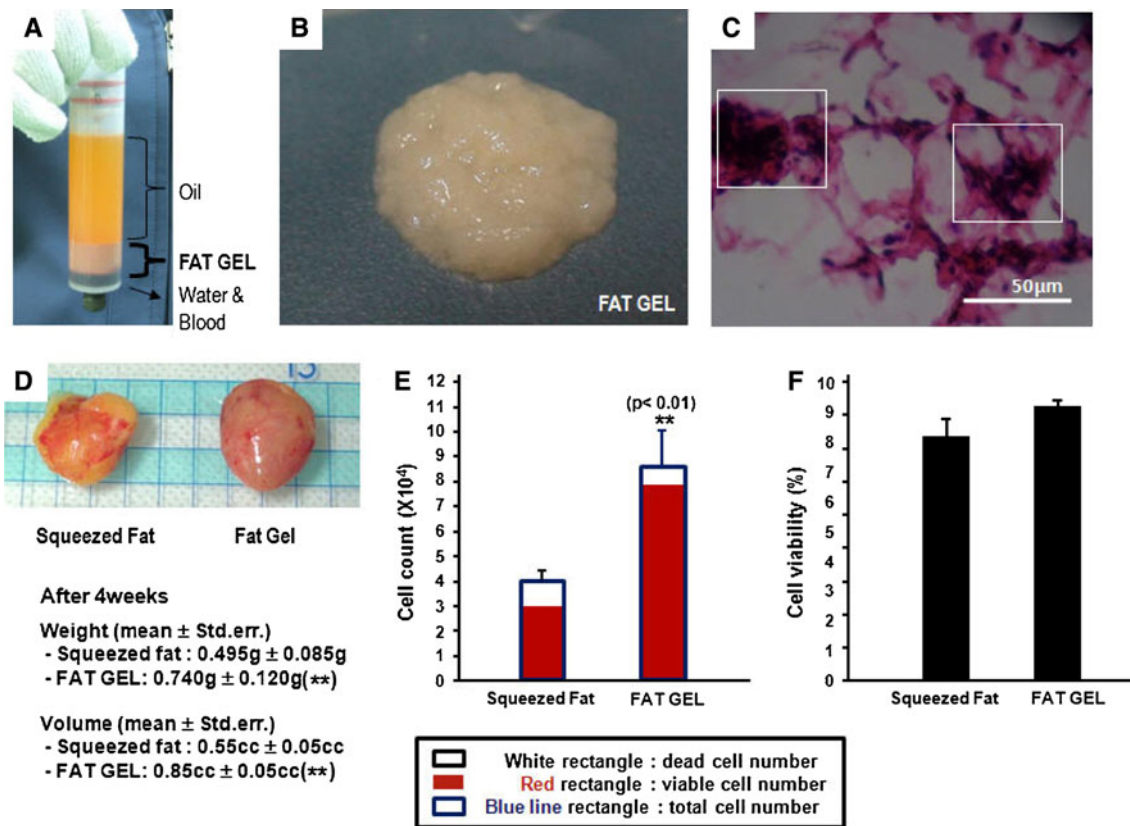 A
Oil
FAT GEL
Water &
Blood
B
FAT GEL
C
50μm
D
13
Squeezed Fat
Fat Gel
After 4weeks
Weight (mean ± Std.err.)
- Squeezed fat : 0.495g ± 0.085g
- FAT GEL: 0.740g ± 0.120g(**)
Volume (mean ± Std.err.)
- Squeezed fat : 0.55cc ± 0.05cc
- FAT GEL: 0.85cc ± 0.05cc(**)
E
Cell count (X10⁴)
12
11
10
9
8
7
6
5
4
3
2
1
0
(p< 0.01)
**
Squeezed Fat
FAT GEL
F
Cell viability (%)
10
9
8
7
6
5
4
3
2
1
0
Squeezed Fat
FAT GEL
White rectangle : dead cell number
Red rectangle : viable cell number
Blue line rectangle : total cell number